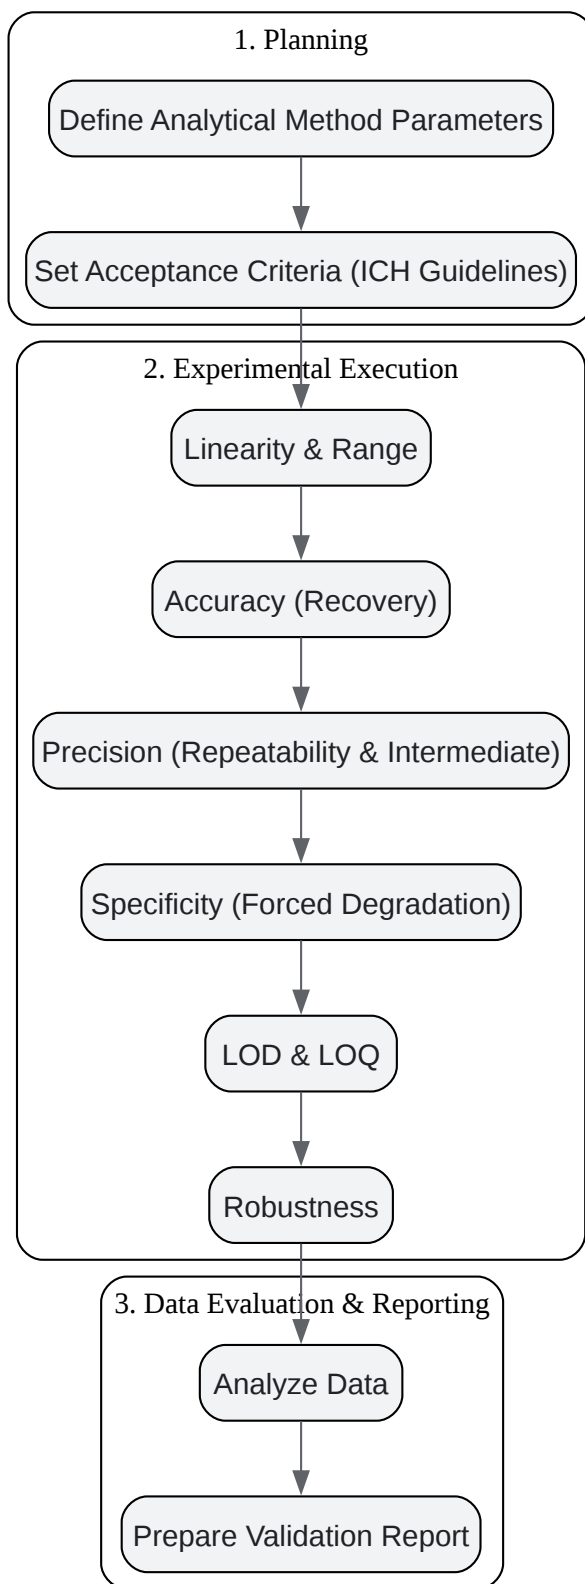 1. Planning
Define Analytical Method Parameters
Set Acceptance Criteria (ICH Guidelines)
2. Experimental Execution
Linearity & Range
Accuracy (Recovery)
Precision (Repeatability & Intermediate)
Specificity (Forced Degradation)
LOD & LOQ
Robustness
3. Data Evaluation & Reporting
Analyze Data
Prepare Validation Report